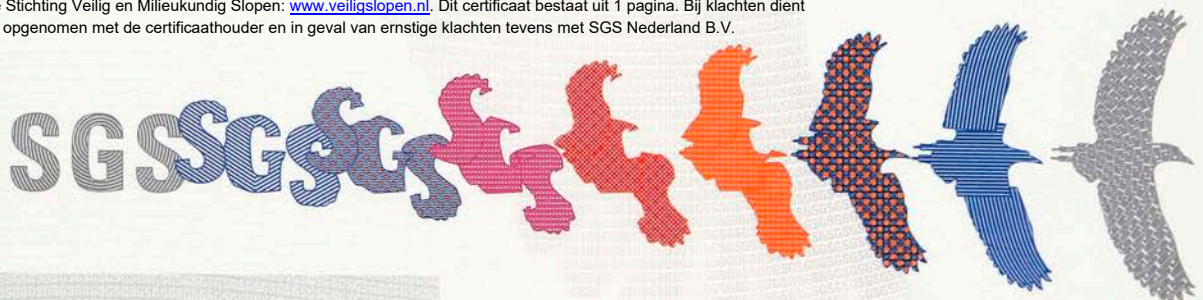 e Stichting Veilig en Milieukundig Slopen: www.veiligslopen.nl. Dit certificaat bestaat uit 1 pagina. Bij klachten dient
opgenomen met de certificaathouder en in geval van ernstige klachten tevens met SGS Nederland B.V.
SGS SGS SGS